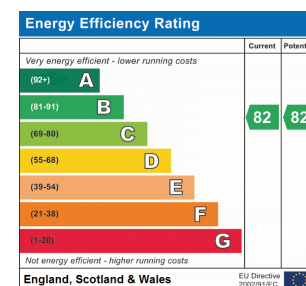 Energy Efficiency Rating
Current Potent
Very energy efficient - lower running costs
(92+) A
(81-91) B
82 82
(69-80) C
(55-68) D
(39-54) E
(21-38) F
(1-20) G
Not energy efficient - higher running costs
England, Scotland & Wales
EU Directive
2002/91/EC